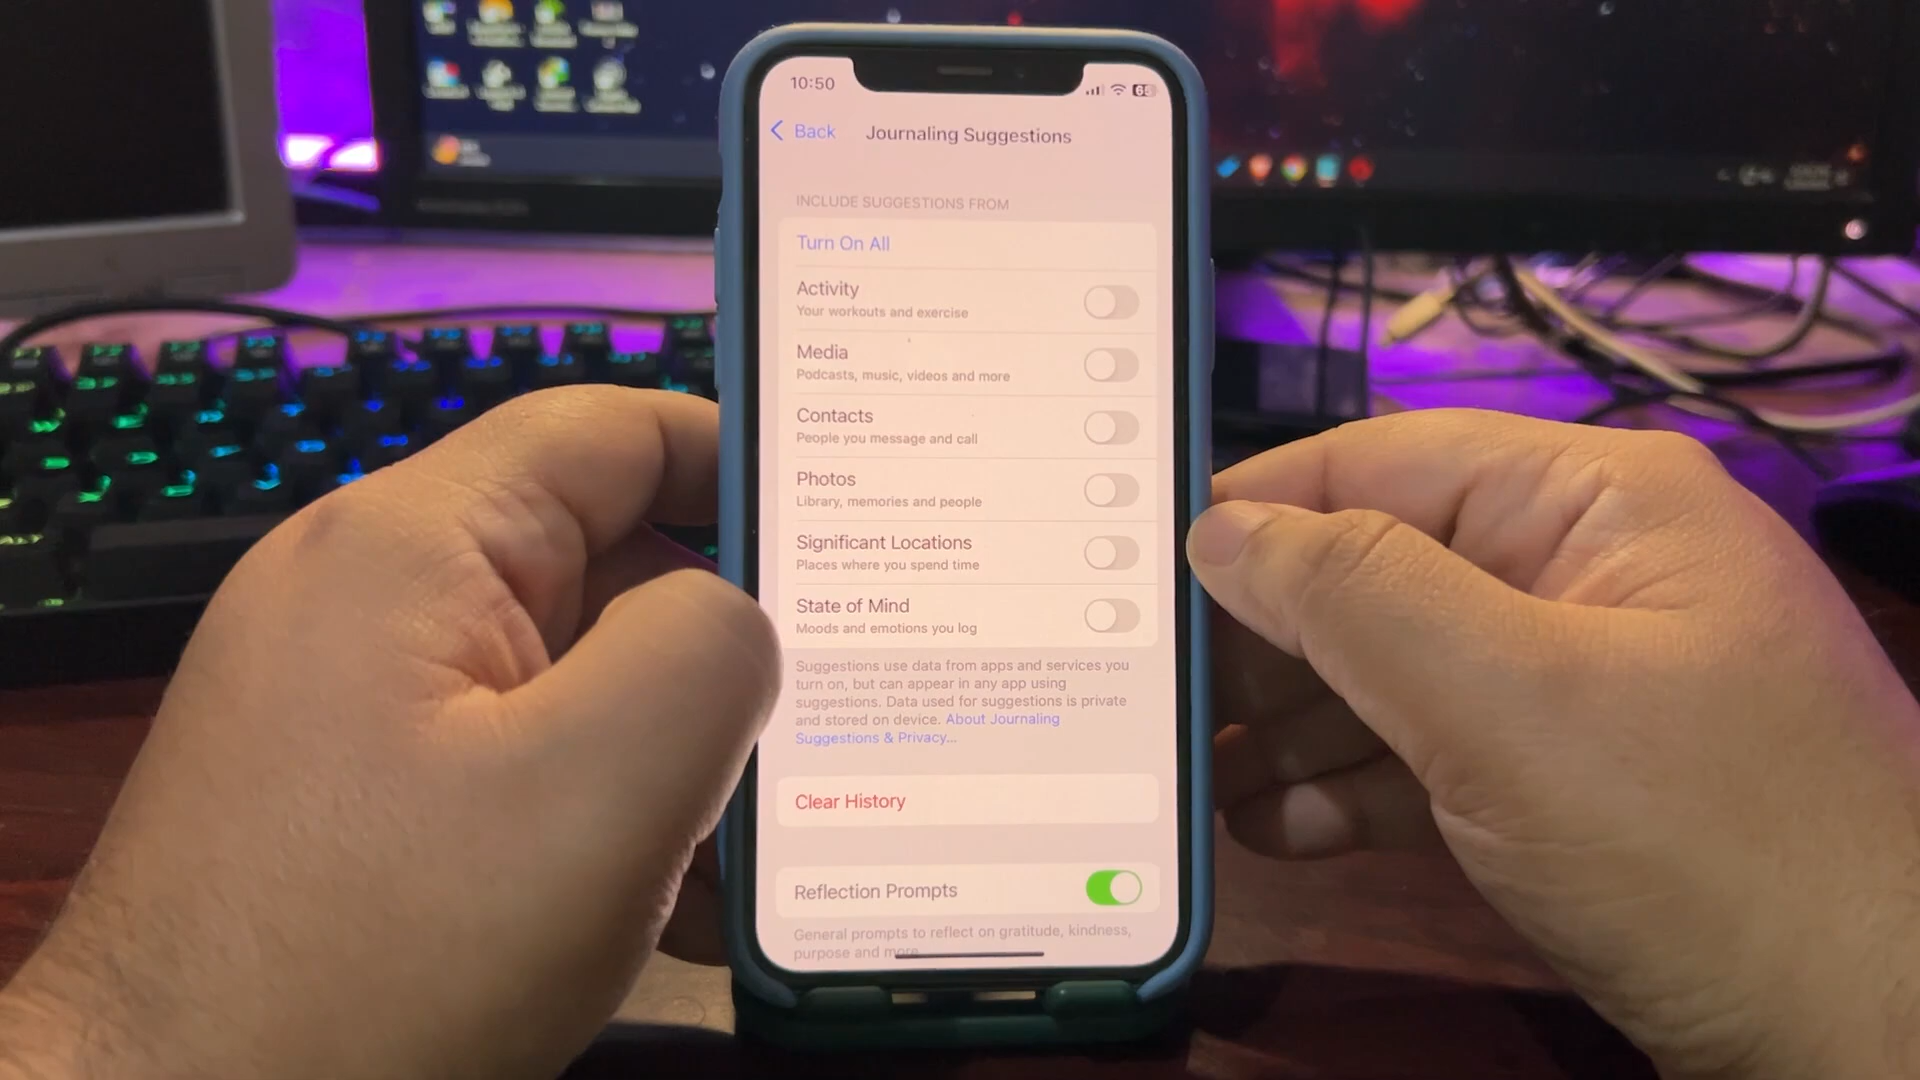 10:50
68
Back
Journaling Suggestions
INCLUDE SUGGESTIONS FROM
Turn On All
Activity
Your workouts and exercise
Media
Podcasts, music, videos and more
Contacts
People you message and call
Photos
Library, memories and people
Significant Locations
Places where you spend time
State of Mind
Moods and emotions you log
Suggestions use data from apps and services you
turn on, but can appear in any app using
suggestions. Data used for suggestions is private
and stored on device. About Journaling
Suggestions & Privacy...
Clear History
Reflection Prompts
General prompts to reflect on gratitude, kindness,
purpose and more.
ALT